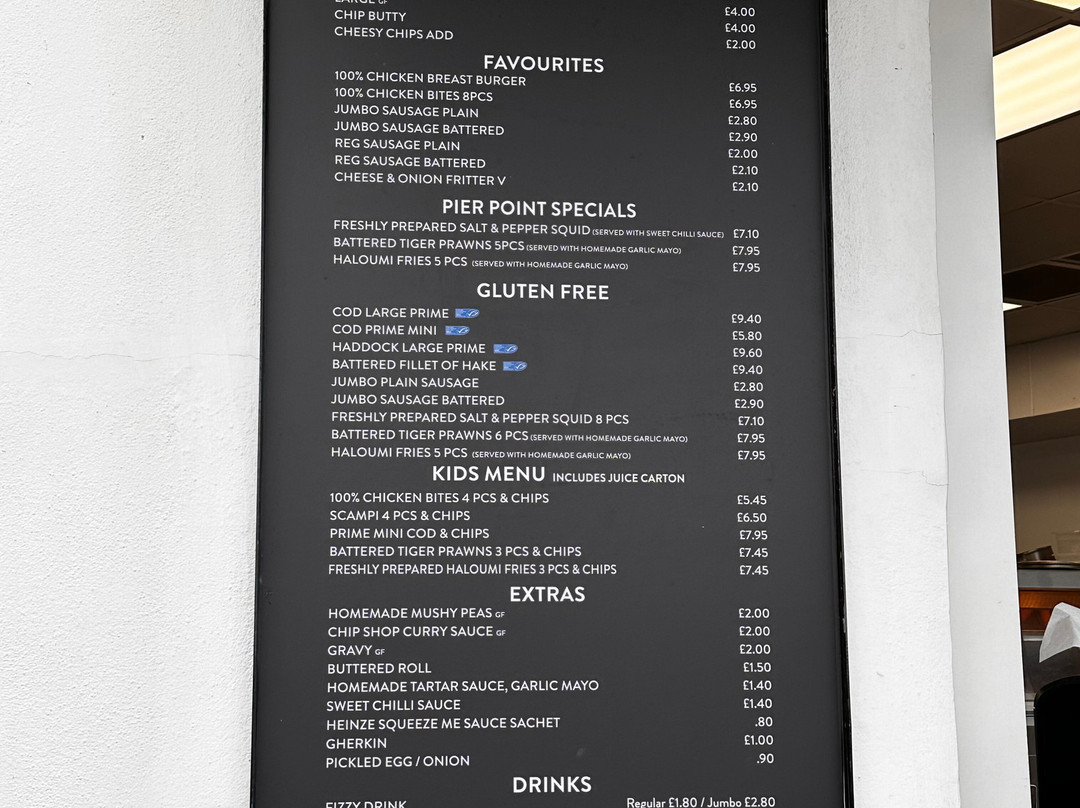 LARGE GF £4.00
CHIP BUTTY £4.00
CHEESY CHIPS ADD £2.00
FAVOURITES
100% CHICKEN BREAST BURGER £6.95
100% CHICKEN BITES 8PCS £6.95
JUMBO SAUSAGE PLAIN £2.80
JUMBO SAUSAGE BATTERED £2.90
REG SAUSAGE PLAIN £2.00
REG SAUSAGE BATTERED £2.10
CHEESE & ONION FRITTER V £2.10
PIER POINT SPECIALS
FRESHLY PREPARED SALT & PEPPER SQUID (SERVED WITH SWEET CHILLI SAUCE) £7.10
BATTERED TIGER PRAWNS 5PCS (SERVED WITH HOMEMADE GARLIC MAYO) £7.95
HALOUMI FRIES 5 PCS (SERVED WITH HOMEMADE GARLIC MAYO) £7.95
GLUTEN FREE
COD LARGE PRIME £9.40
COD PRIME MINI £5.80
HADDOCK LARGE PRIME £9.60
BATTERED FILLET OF HAKE £9.40
JUMBO PLAIN SAUSAGE £2.80
JUMBO SAUSAGE BATTERED £2.90
FRESHLY PREPARED SALT & PEPPER SQUID 8 PCS £7.10
BATTERED TIGER PRAWNS 6 PCS (SERVED WITH HOMEMADE GARLIC MAYO) £7.95
HALOUMI FRIES 5 PCS (SERVED WITH HOMEMADE GARLIC MAYO) £7.95
KIDS MENU INCLUDES JUICE CARTON
100% CHICKEN BITES 4 PCS & CHIPS £5.45
SCAMPI 4 PCS & CHIPS £6.50
PRIME MINI COD & CHIPS £7.95
BATTERED TIGER PRAWNS 3 PCS & CHIPS £7.45
FRESHLY PREPARED HALOUMI FRIES 3 PCS & CHIPS £7.45
EXTRAS
HOMEMADE MUSHY PEAS GF £2.00
CHIP SHOP CURRY SAUCE GF £2.00
GRAVY GF £2.00
BUTTERED ROLL £1.50
HOMEMADE TARTAR SAUCE, GARLIC MAYO £1.40
SWEET CHILLI SAUCE £1.40
HEINZE SQUEEZE ME SAUCE SACHET .80
GHERKIN £1.00
PICKLED EGG / ONION .90
DRINKS
FIZZY DRINK Regular £1.80 / Jumbo £2.80